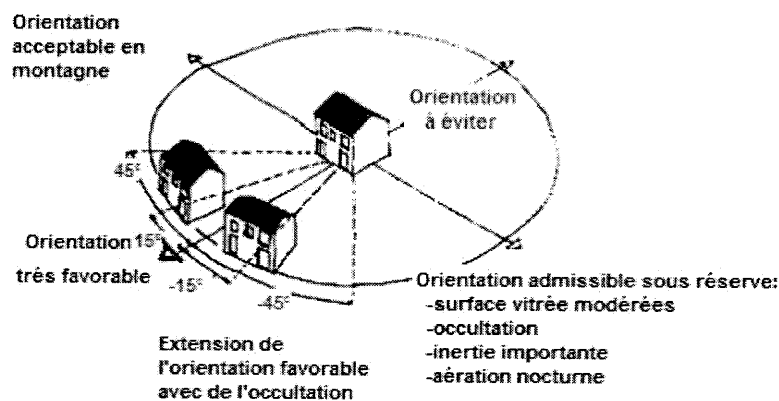 Orientation
acceptable en
montagne
Orientation
à éviter
45°
Orientation
très favorable
15°
-15°
-45°
Orientation admissible sous réserve:
-surface vitrée modérées
-occultation
-inertie importante
-aération nocturne
Extension de
l'orientation favorable
avec de l'occultation